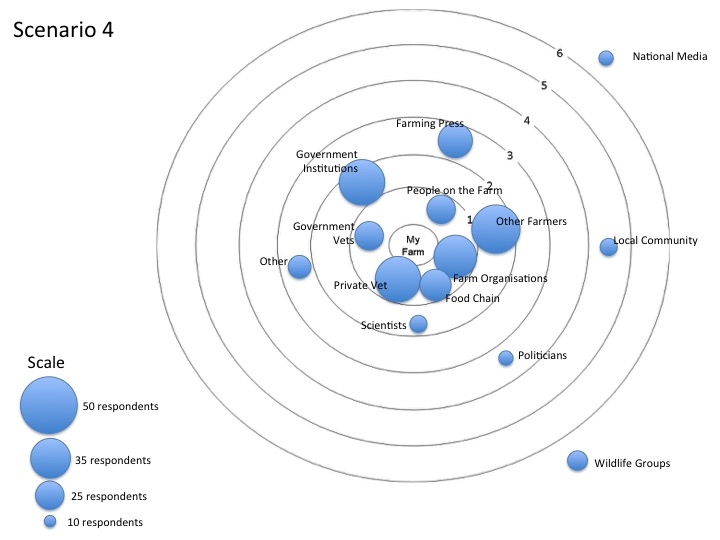 Scenario 4
6
National Media
5
4
Farming Press
3
Government
Institutions
2
People on the Farm
1
Other Farmers
Government
Vets
My
Farm
Local Community
Other
Private Vet
Farm Organisations
Food Chain
Scientists
Politicians
Scale
50 respondents
35 respondents
Wildlife Groups
25 respondents
10 respondents